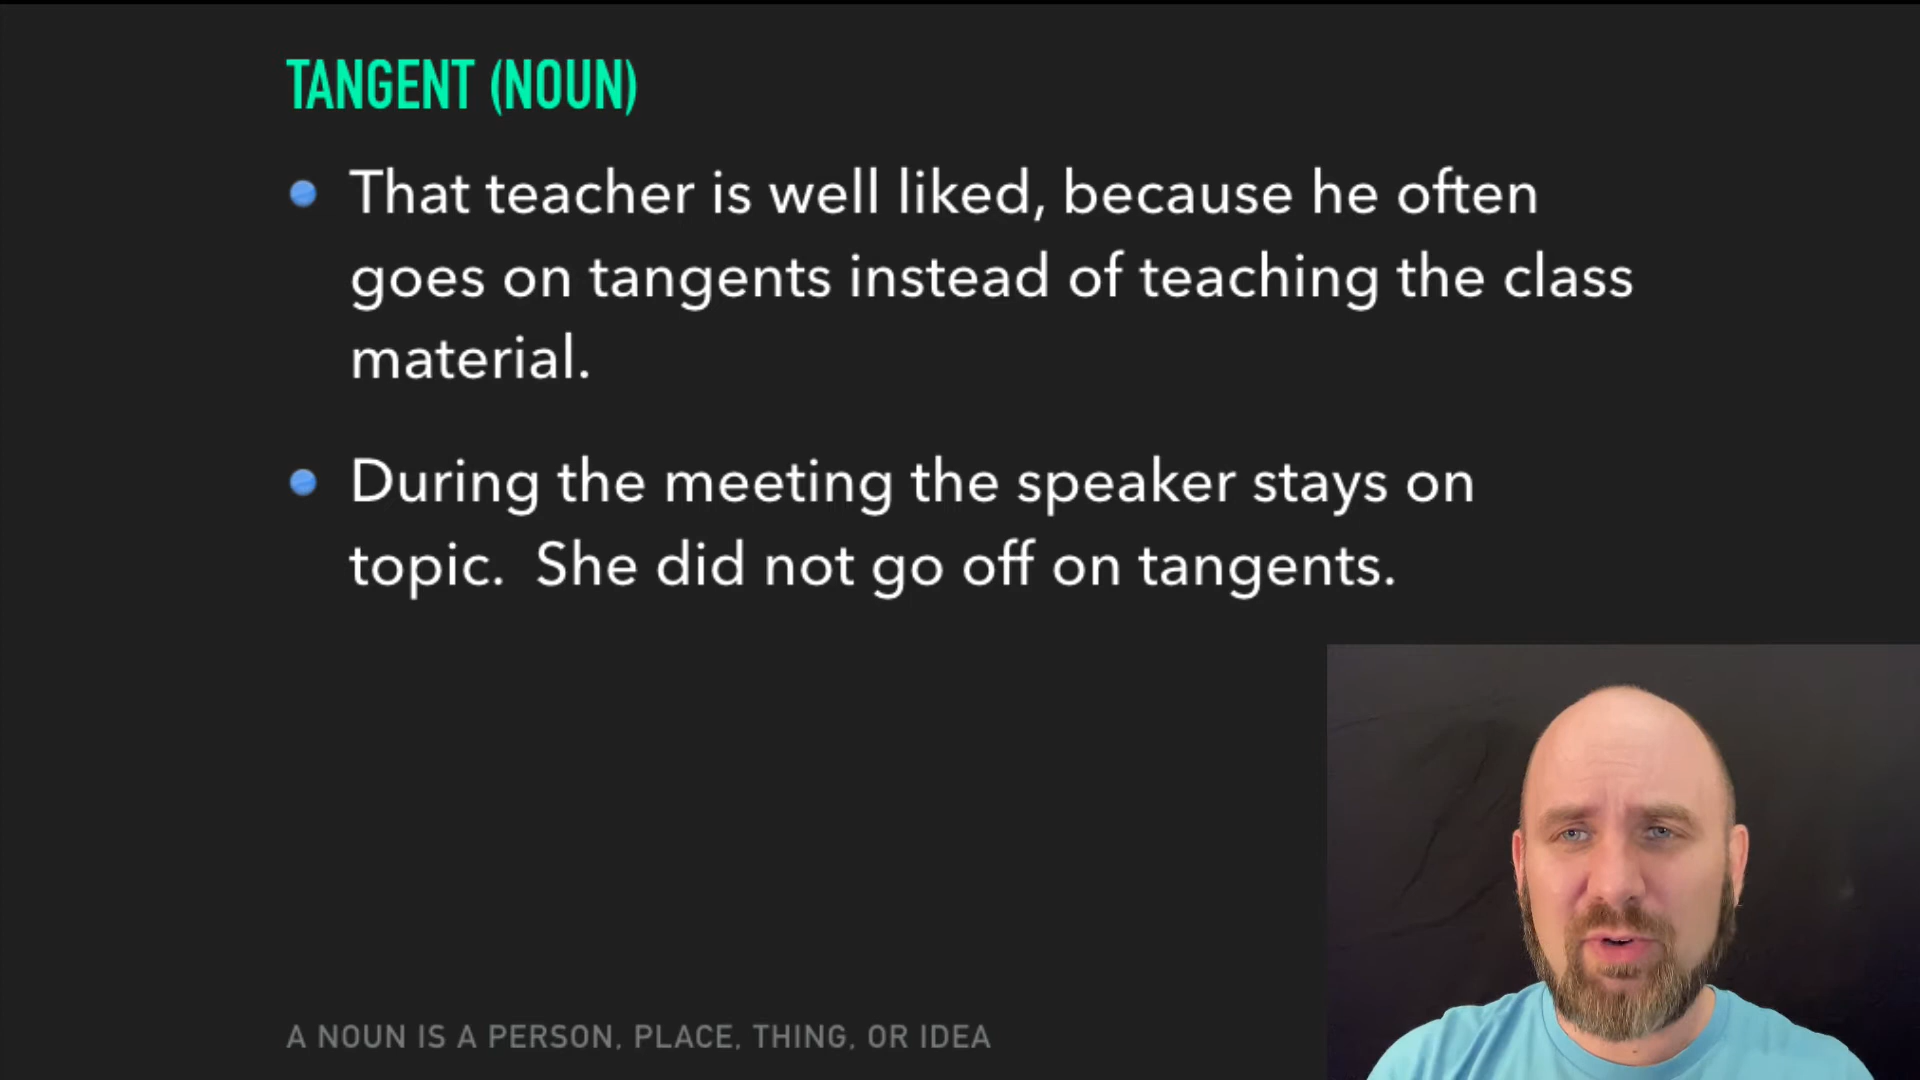 TANGENT (NOUN)
That teacher is well liked, because he often
goes on tangents instead of teaching the class
material.
During the meeting the speaker stays on
topic.  She did not go off on tangents.
A NOUN IS A PERSON, PLACE, THING, OR IDEA